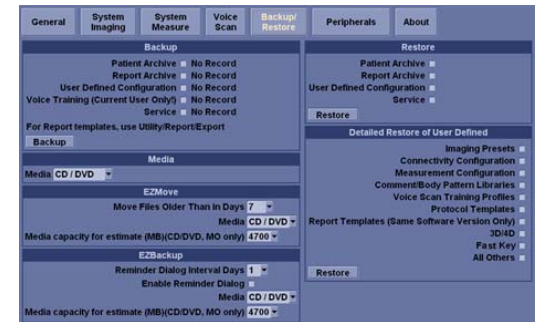 General
System Imaging
System Measure
Voice Scan
Backup/ Restore
Peripherals
About
Backup
Patient Archive No Record
Report Archive No Record
User Defined Configuration No Record
Voice Training (Current User Only!) No Record
Service No Record
For Report templates, use Utility/Report/Export
Backup
Media
Media CD / DVD
EZMove
Move Files Older Than In Days 7
Media CD / DVD
Media capacity for estimate (MB)(CD/DVD, MO only) 4700
EZBackup
Reminder Dialog Interval Days 1
Enable Reminder Dialog
Media CD / DVD
Media capacity for estimate (MB)(CD/DVD, MO only) 4700
Restore
Patient Archive
Report Archive
User Defined Configuration
Service
Restore
Detailed Restore of User Defined
Imaging Presets
Connectivity Configuration
Measurement Configuration
Comment/Body Pattern Libraries
Voice Scan Training Profiles
Protocol Templates
Report Templates (Same Software Version Only)
3D/4D
Fast Key
All Others
Restore